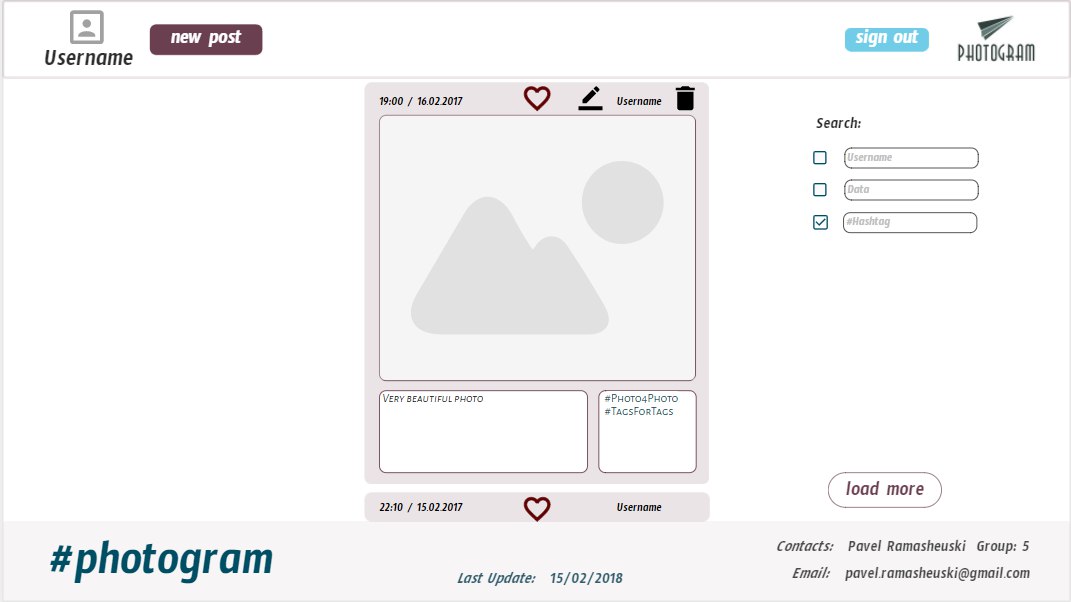 Username
new post
sign out
PHOTOGRAM
19:00 / 16.02.2017
Username
Very beautiful photo
#Photo4Photo
#TagsForTags
22:10 / 15.02.2017
Username
Search:
Username
Data
#Hashtag
load more
#photogram
Last Update: 15/02/2018
Contacts: Pavel Ramasheuski Group: 5
Email: pavel.ramasheuski@gmail.com